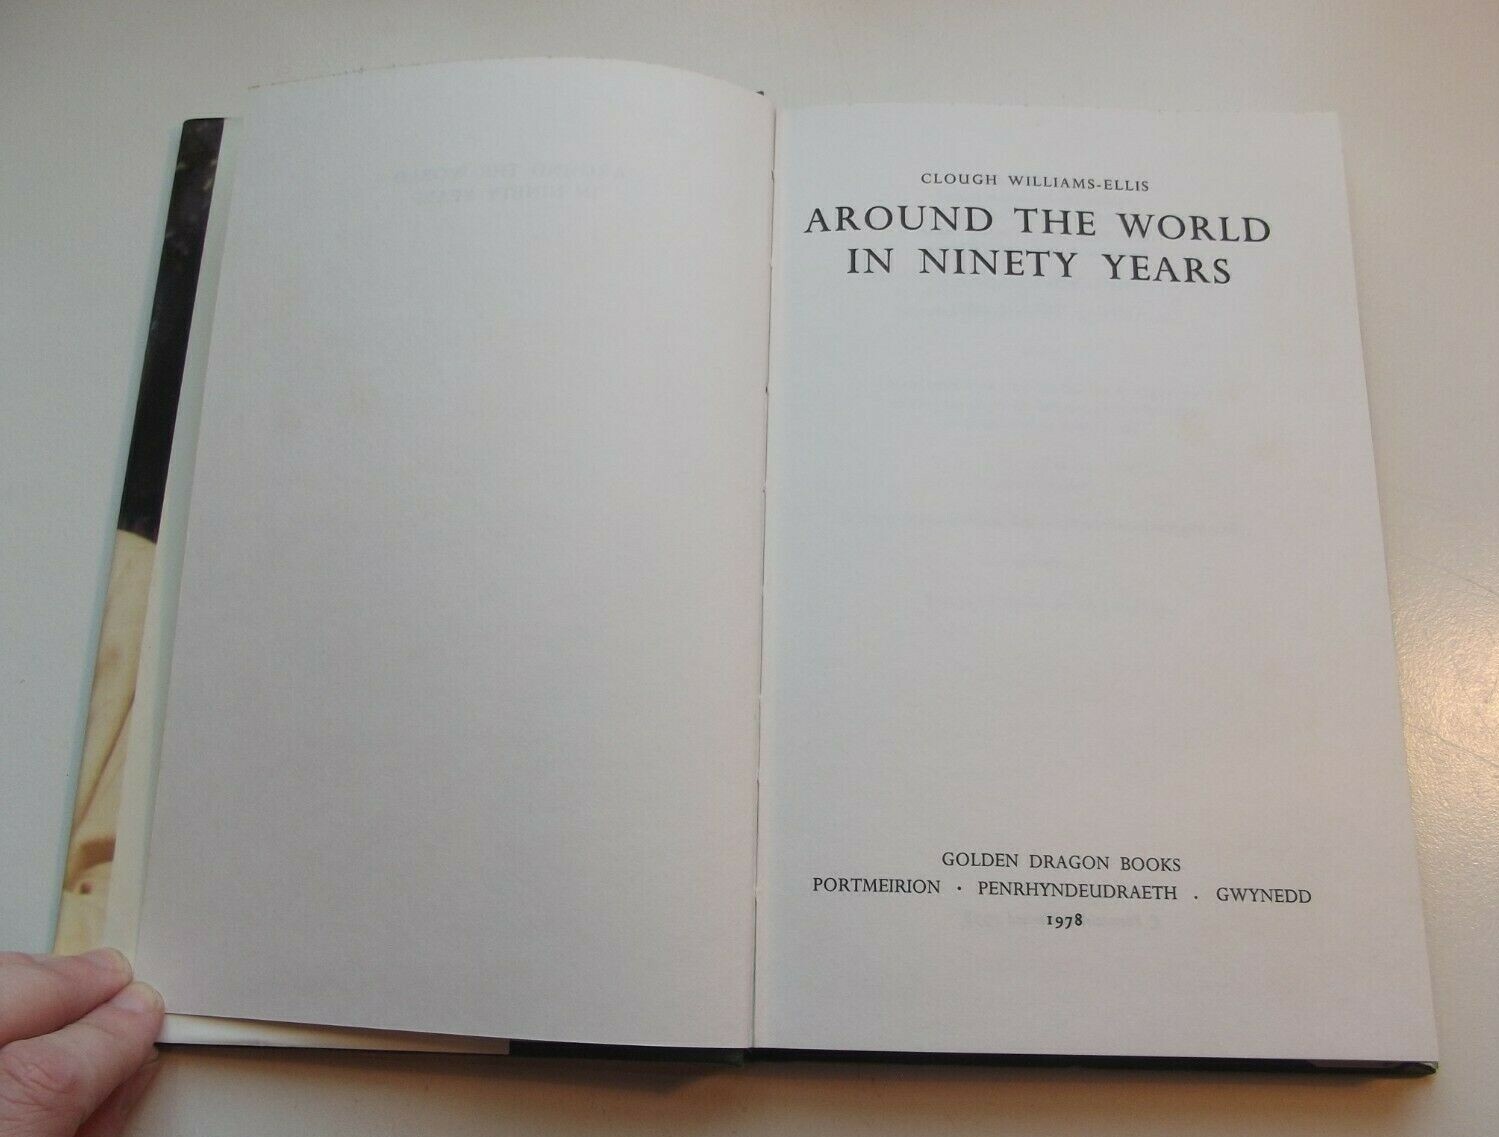 CLOUGH WILLIAMS-ELLIS
AROUND THE WORLD
IN NINETY YEARS
GOLDEN DRAGON BOOKS
PORTMEIRION · PENRHYNDEUDRAETH . GWYNEDD
1978